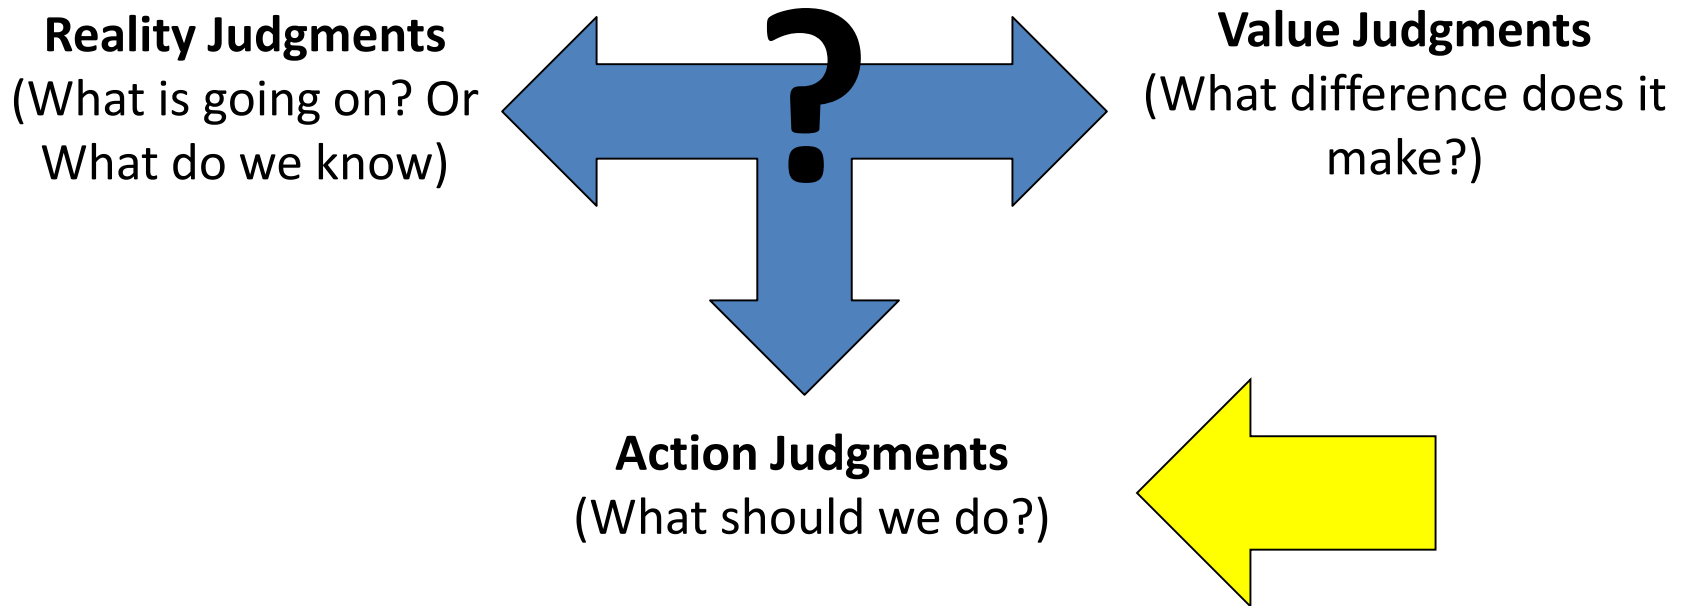 Reality Judgments
(What is going on? Or
What do we know)
?
Value Judgments
(What difference does it
make?)
Action Judgments
(What should we do?)